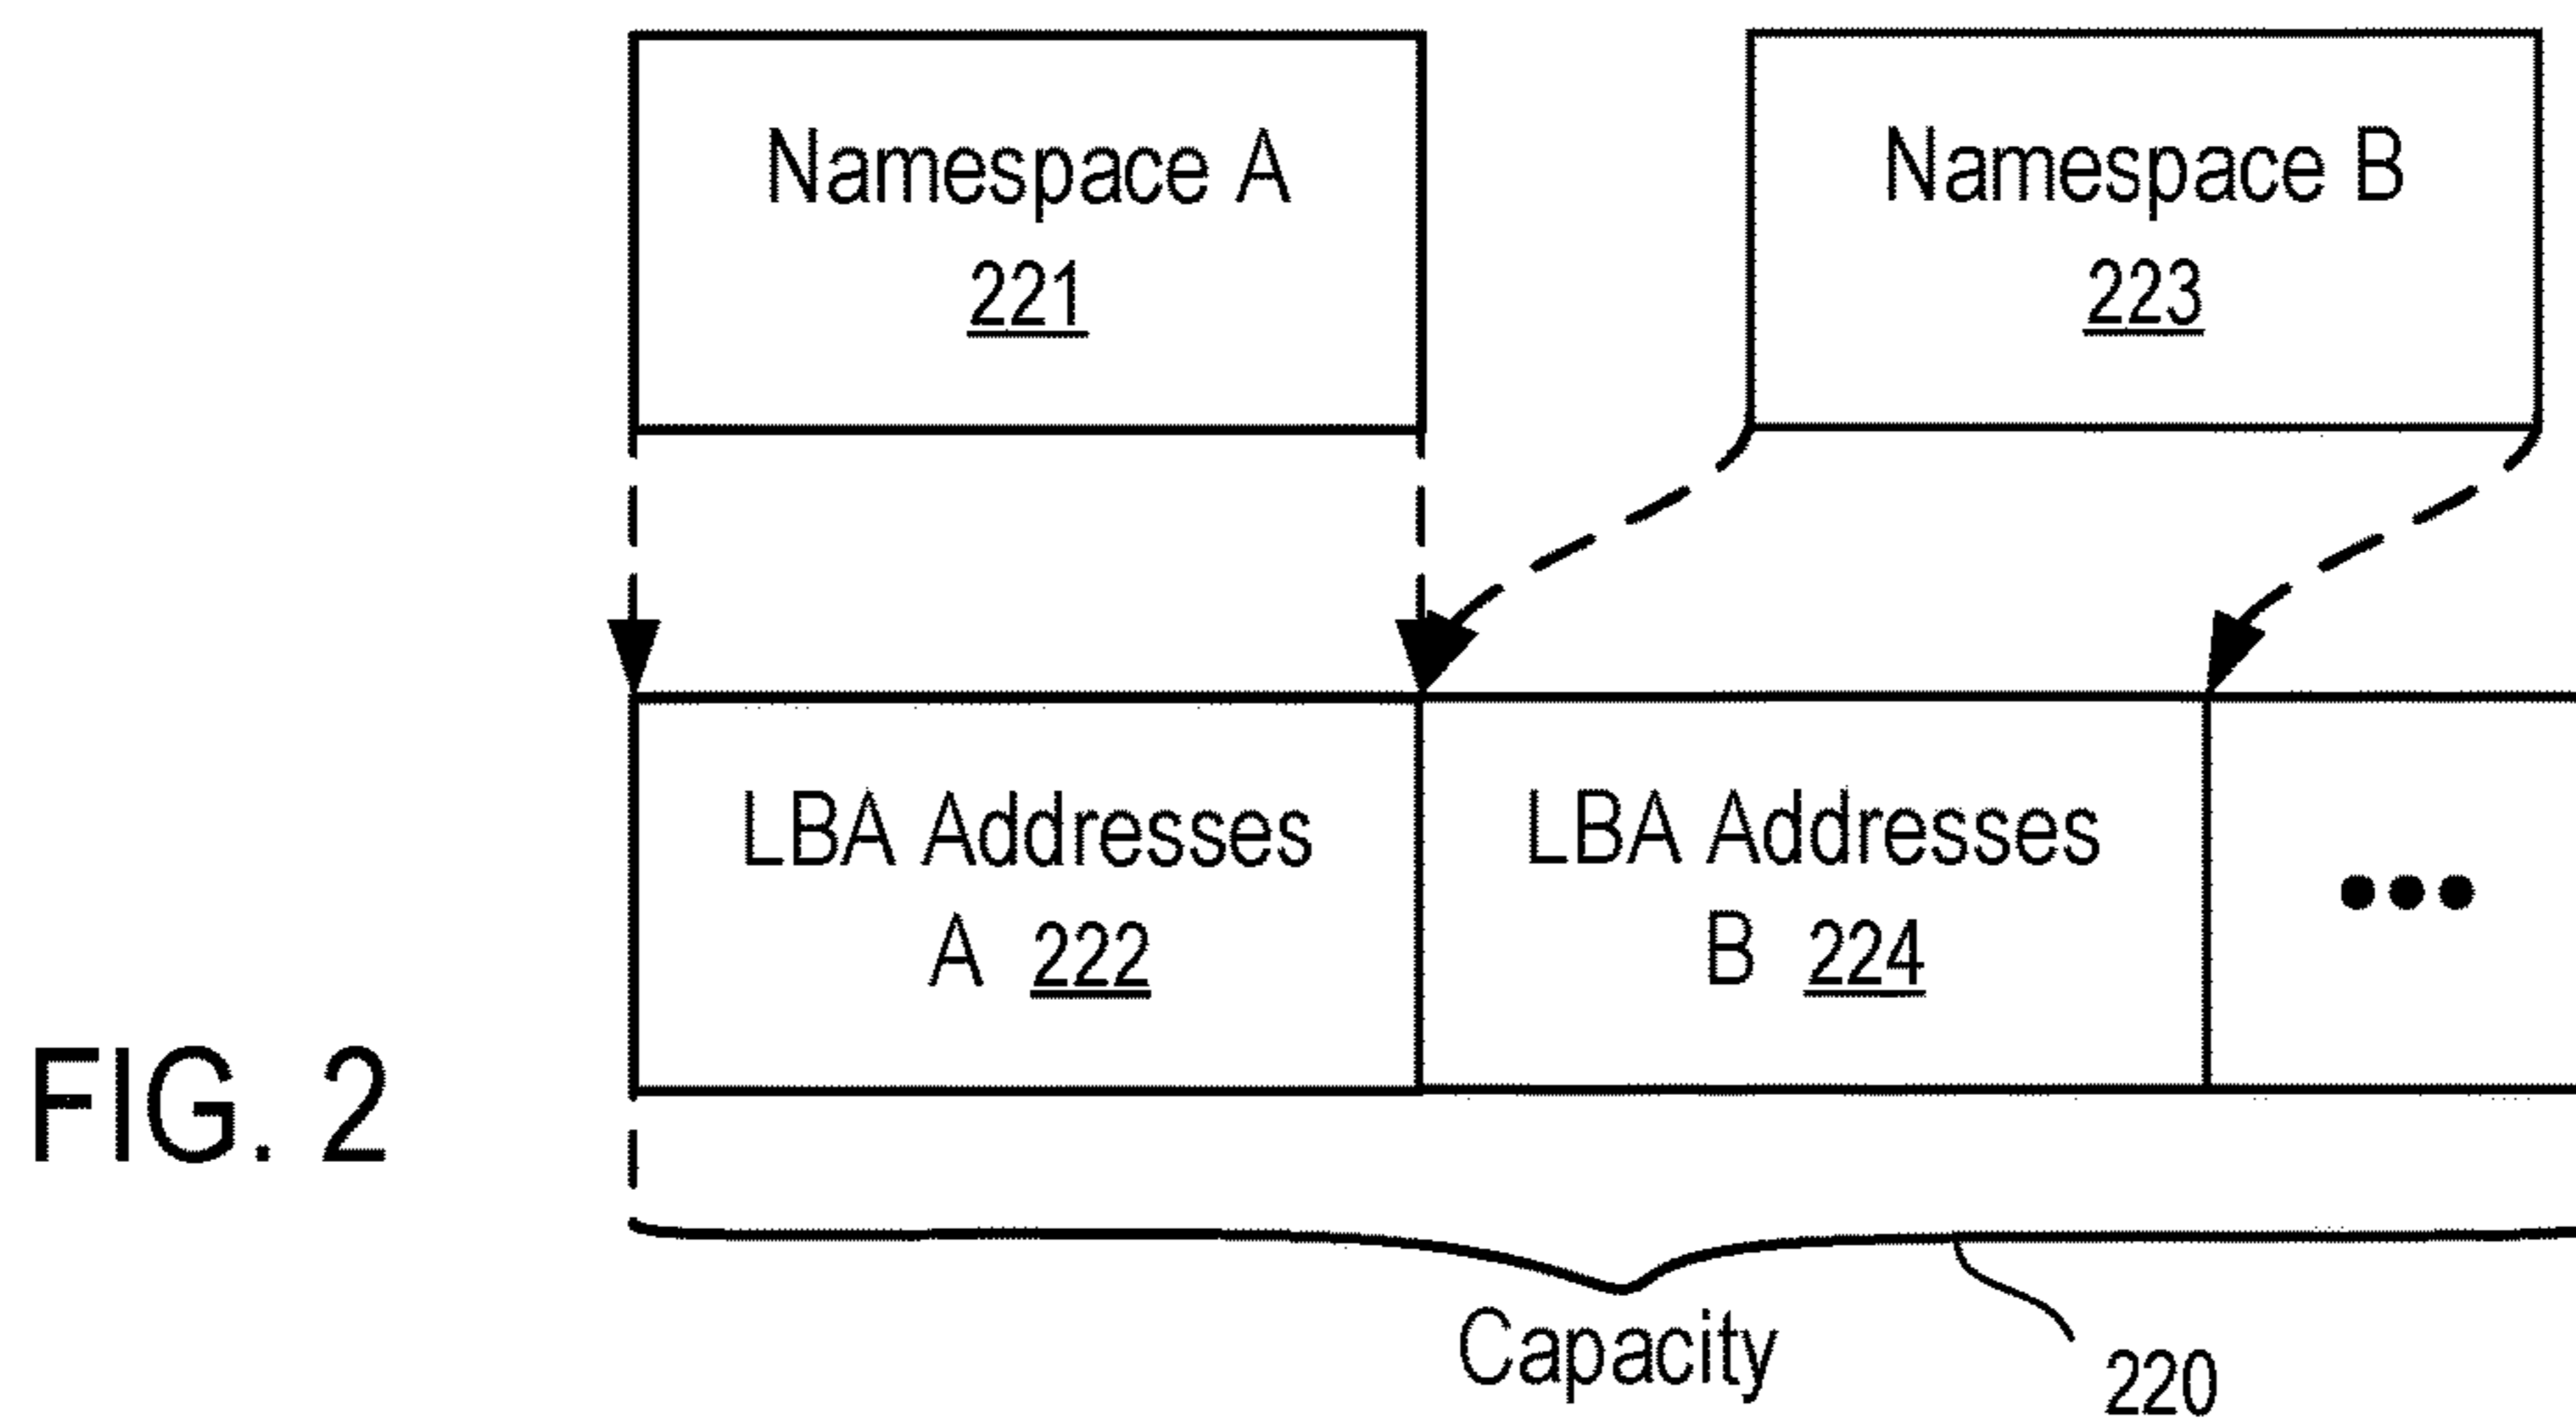 Namespace A
221
Namespace B
223
LBA Addresses
A 222
LBA Addresses
B 224
•••
FIG. 2
Capacity
220